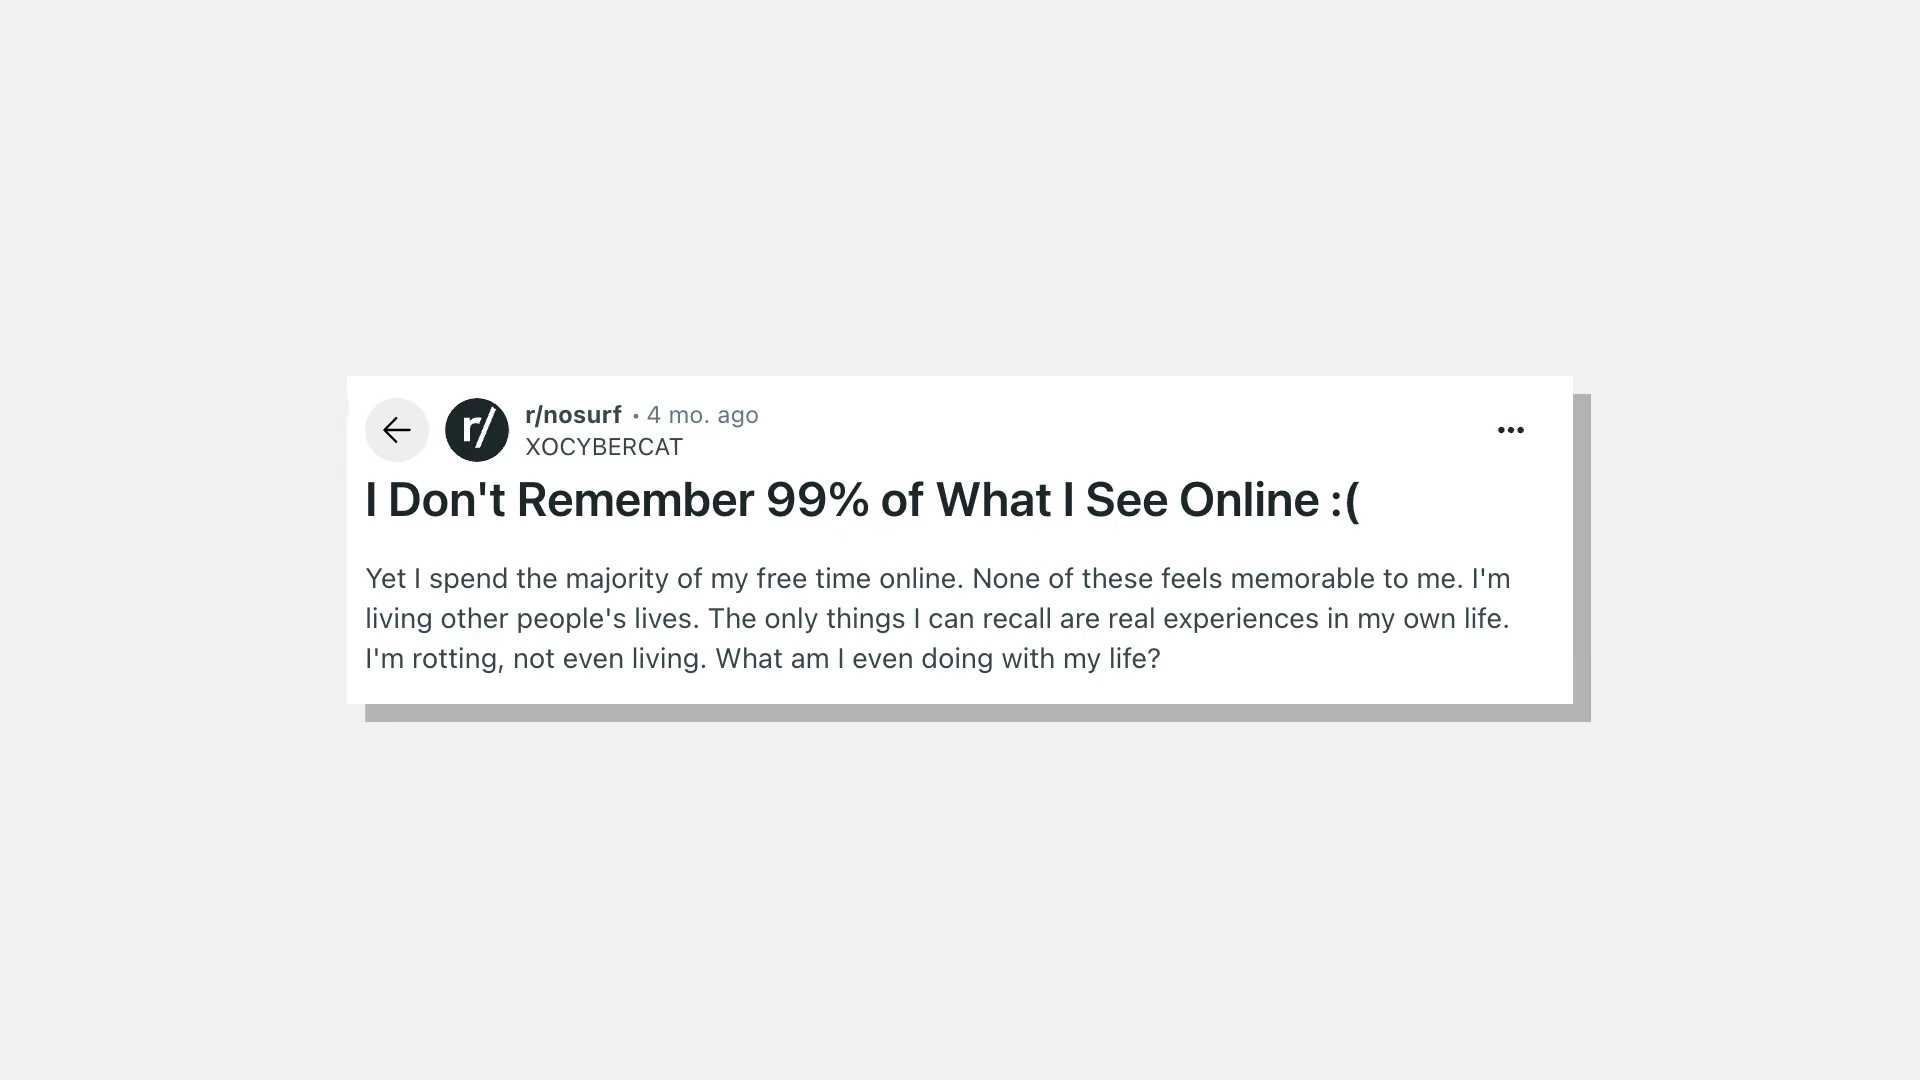 r/
r/nosurf • 4 mo. ago
XOCYBERCAT
I Don't Remember 99% of What I See Online :(
Yet I spend the majority of my free time online. None of these feels memorable to me. I'm
living other people's lives. The only things I can recall are real experiences in my own life.
I'm rotting, not even living. What am I even doing with my life?